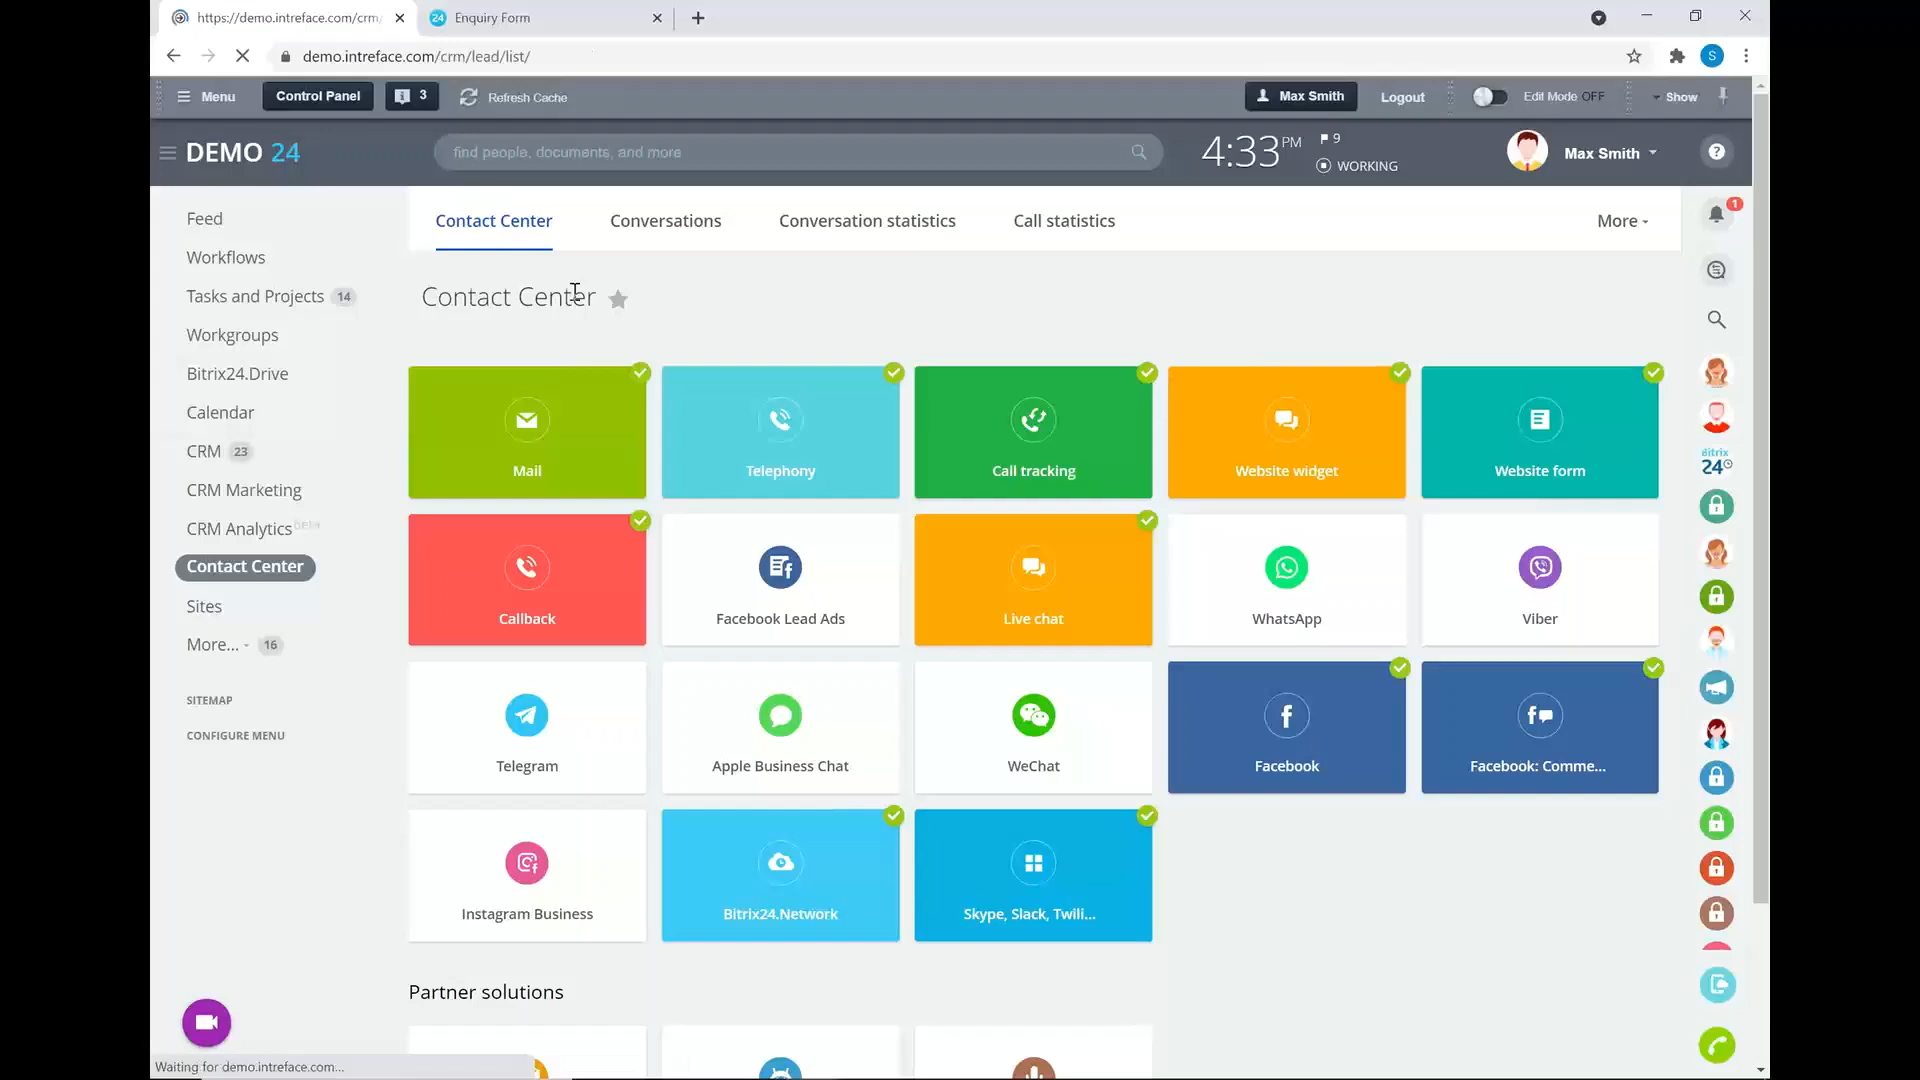 https://demo.intreface.com/crm/
24 Enquiry Form
demo.intreface.com/crm/lead/list/
S
Menu
Control Panel
3
Refresh Cache
Max Smith
Logout
Edit Mode OFF
Show
DEMO 24
find people, documents, and more
4:33 PM
9
WORKING
Max Smith
?
Feed
Workflows
Tasks and Projects 14
Workgroups
Bitrix24.Drive
Calendar
CRM 23
CRM Marketing
CRM Analytics beta
Contact Center
Sites
More... 16
SITEMAP
CONFIGURE MENU
Contact Center
Conversations
Conversation statistics
Call statistics
More
1
Contact Center
Mail
Telephony
Call tracking
Website widget
Website form
Callback
Facebook Lead Ads
Live chat
WhatsApp
Viber
Telegram
Apple Business Chat
WeChat
Facebook
Facebook: Comme...
Instagram Business
Bitrix24.Network
Skype, Slack, Twili...
Partner solutions
Bitrix
24
Waiting for demo.intreface.com...